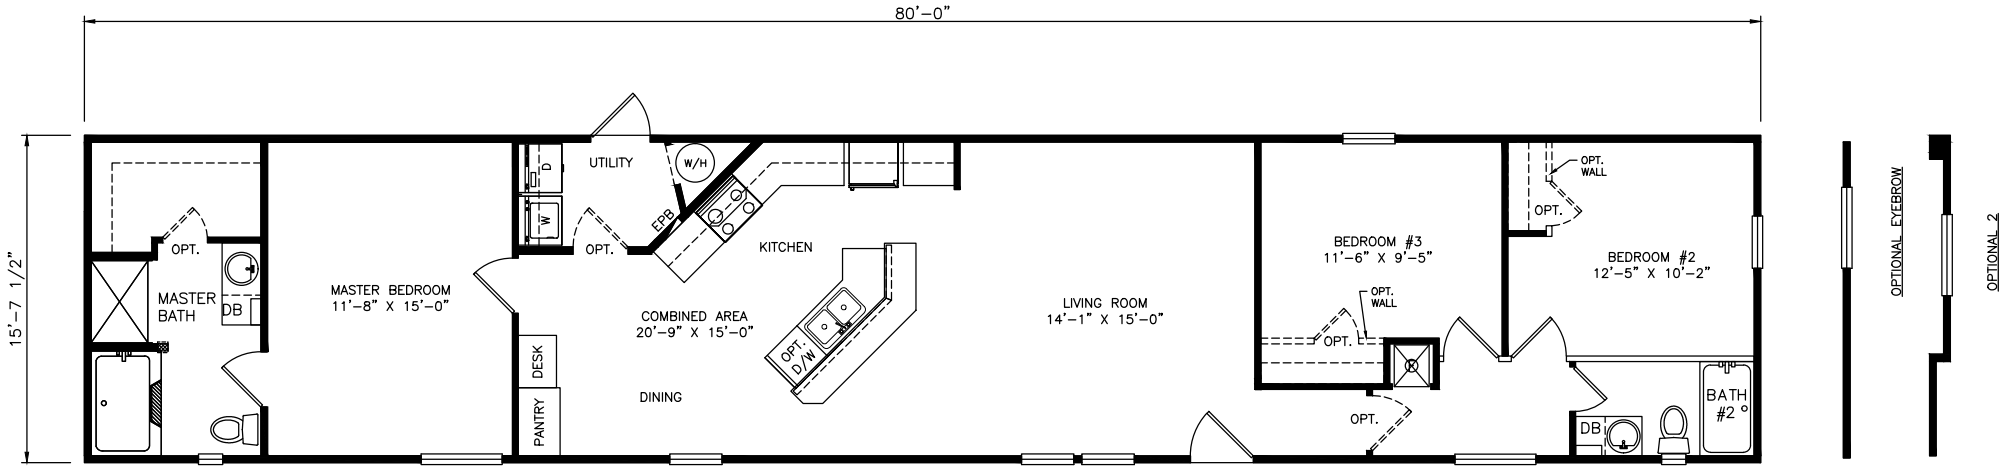 80'-0"
15'-7 1/2"
OPT.
MASTER
BATH
DB
MASTER BEDROOM
11'-8" X 15'-0"
D
W
UTILITY
W/H
EPB
OPT.
KITCHEN
COMBINED AREA
20'-9" X 15'-0"
OPT.
D/W
DESK
PANTRY
DINING
LIVING ROOM
14'-1" X 15'-0"
BEDROOM #3
11'-6" X 9'-5"
OPT.
WALL
OPT.
OPT.
OPT.
WALL
OPT.
BEDROOM #2
12'-5" X 10'-2"
DB
BATH
#2
OPTIONAL EYEBROW
OPTIONAL 2